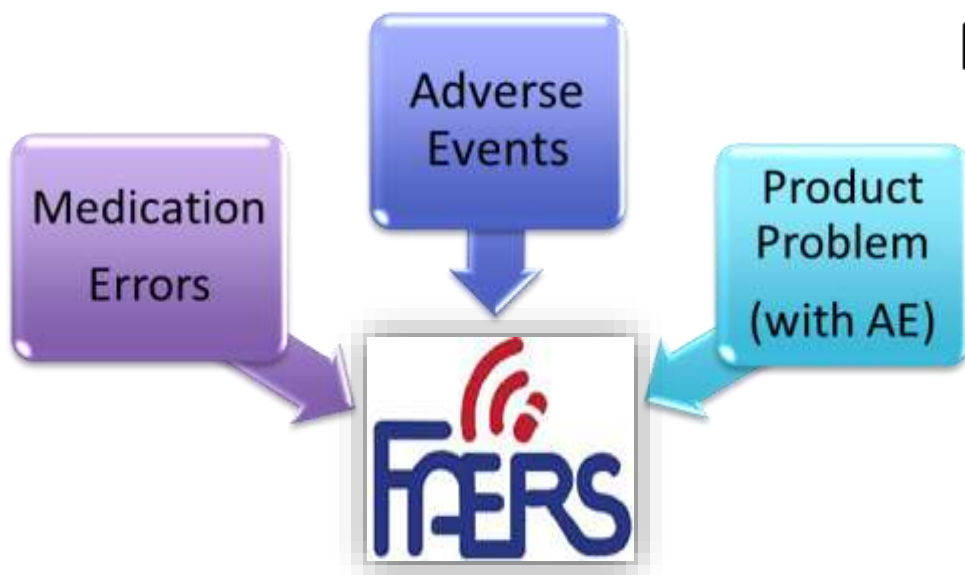 Adverse
Events
Medication
Errors
Product
Problem
(with AE)
FAERS